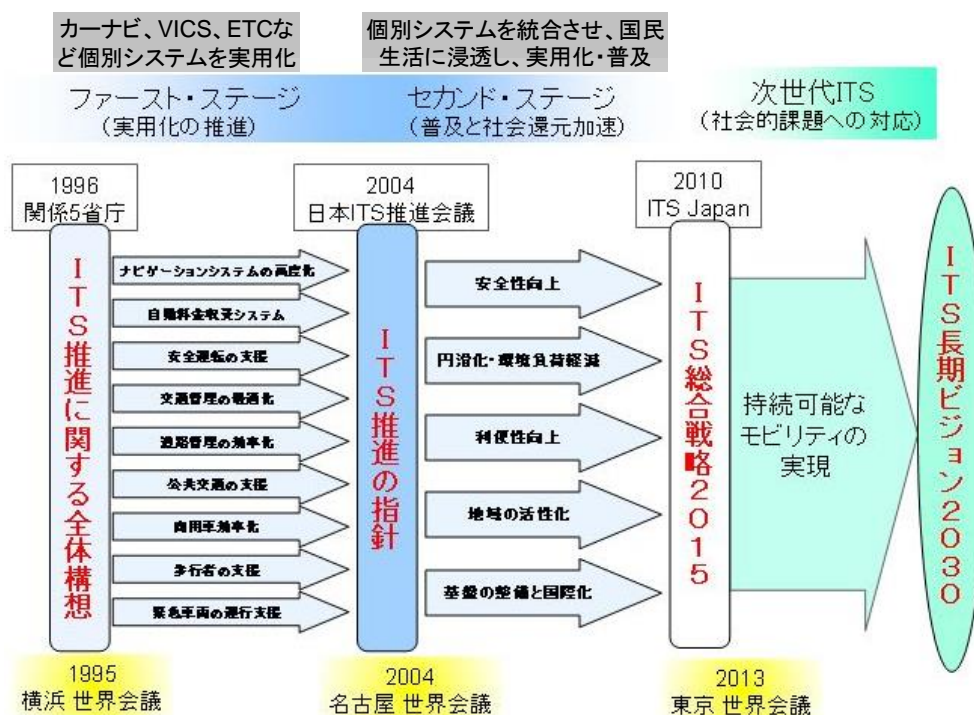 カーナビ、VICS、ETCな
ど個別システムを実用化
個別システムを統合させ、国民
生活に浸透し、実用化・普及
ファースト・ステージ
(実用化の推進)
セカンド・ステージ
(普及と社会還元加速)
次世代ITS
(社会的課題への対応)
1996
関係5省庁
2004
日本ITS推進会議
2010
ITS Japan
ITS推進に関する全体構想
ナビゲーションシステムの高度化
自動料金収受システム
安全運転の支援
交通管理の最適化
道路管理の効率化
公共交通の支援
商用車効率化
歩行者の支援
緊急車両の運行支援
ITS推進の指針
安全性向上
円滑化・環境負荷軽減
利便性向上
地域の活性化
基盤の整備と国際化
ITS総合戦略2015
持続可能な
モビリティの
実現
ITS長期ビジョン2030
1995
横浜 世界会議
2004
名古屋 世界会議
2013
東京 世界会議